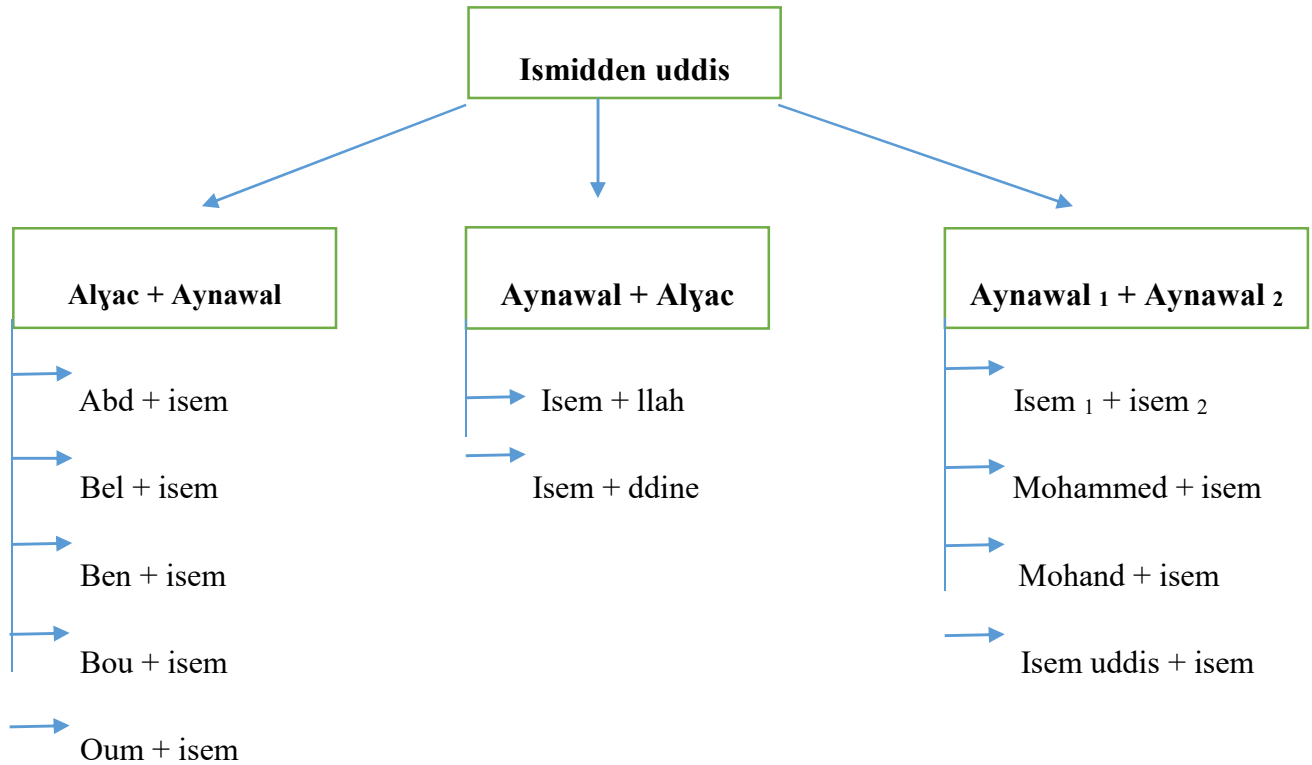 Ismidden uddis
Alɣac + Aynawal
Abd + isem
Bel + isem
Ben + isem
Bou + isem
Oum + isem
Aynawal + Alɣac
Isem + llah
Isem + ddine
Aynawal 1 + Aynawal 2
Isem 1 + isem 2
Mohammed + isem
Mohand + isem
Isem uddis + isem